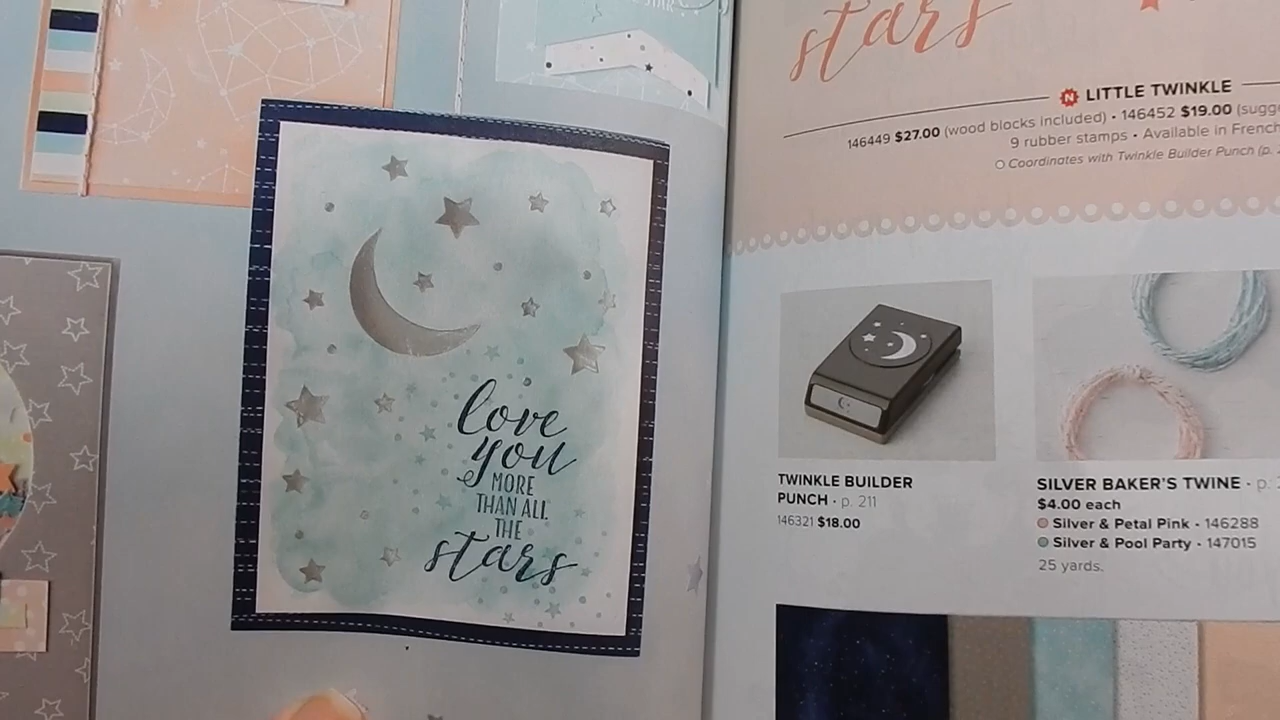 love
you
MORE
THAN ALL
THE
stars
stars
LITTLE TWINKLE
146449 $27.00 (wood blocks included) • 146452 $19.00
9 rubber stamps • Available in French
Coordinates with Twinkle Builder Punch (p.
TWINKLE BUILDER
PUNCH • p. 211
146321 $18.00
SILVER BAKER'S TWINE • p.
$4.00 each
Silver & Petal Pink • 146288
Silver & Pool Party • 147015
25 yards.